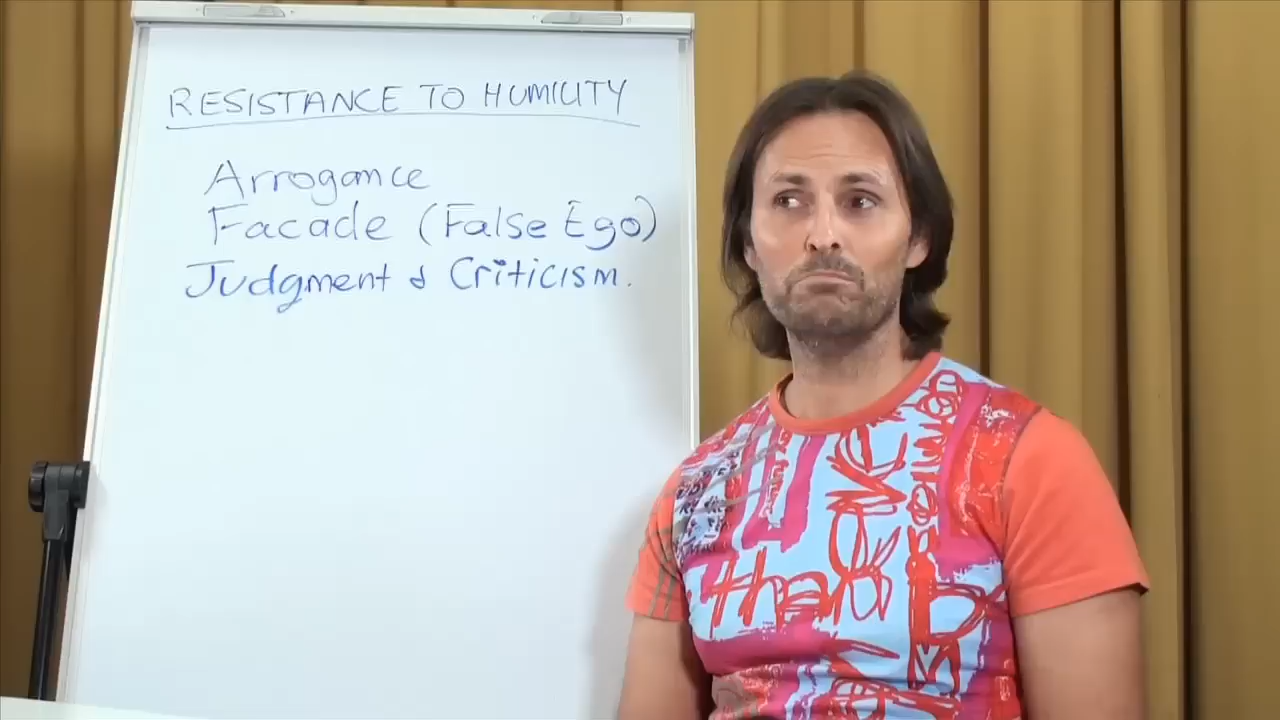 RESISTANCE TO HUMILITY
Arrogance
Facade (False Ego)
Judgment & Criticism.